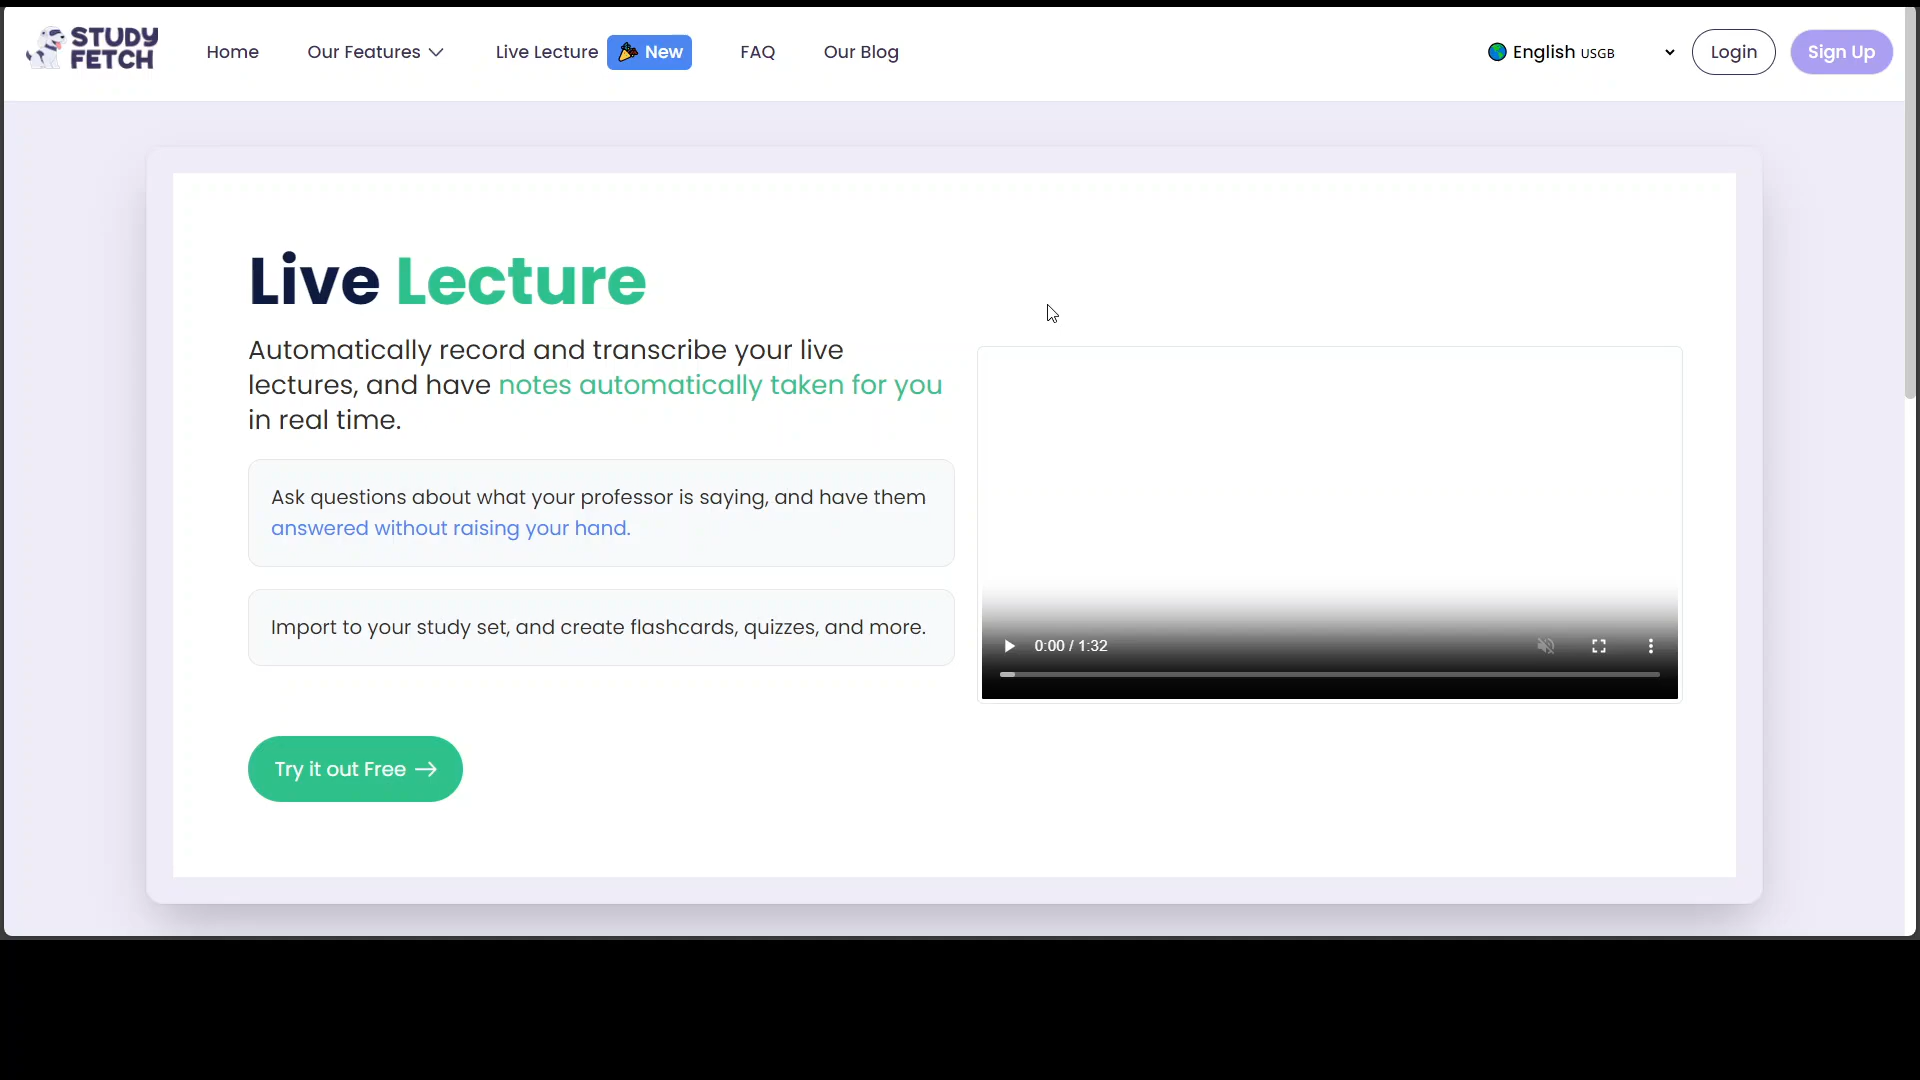 STUDY
FETCH
Home
Our Features
Live Lecture
New
FAQ
Our Blog
English USGB
Login
Sign Up
Live Lecture
Automatically record and transcribe your live
lectures, and have notes automatically taken for you
in real time.
Ask questions about what your professor is saying, and have them
answered without raising your hand.
Import to your study set, and create flashcards, quizzes, and more.
0:00 / 1:32
Try it out Free →